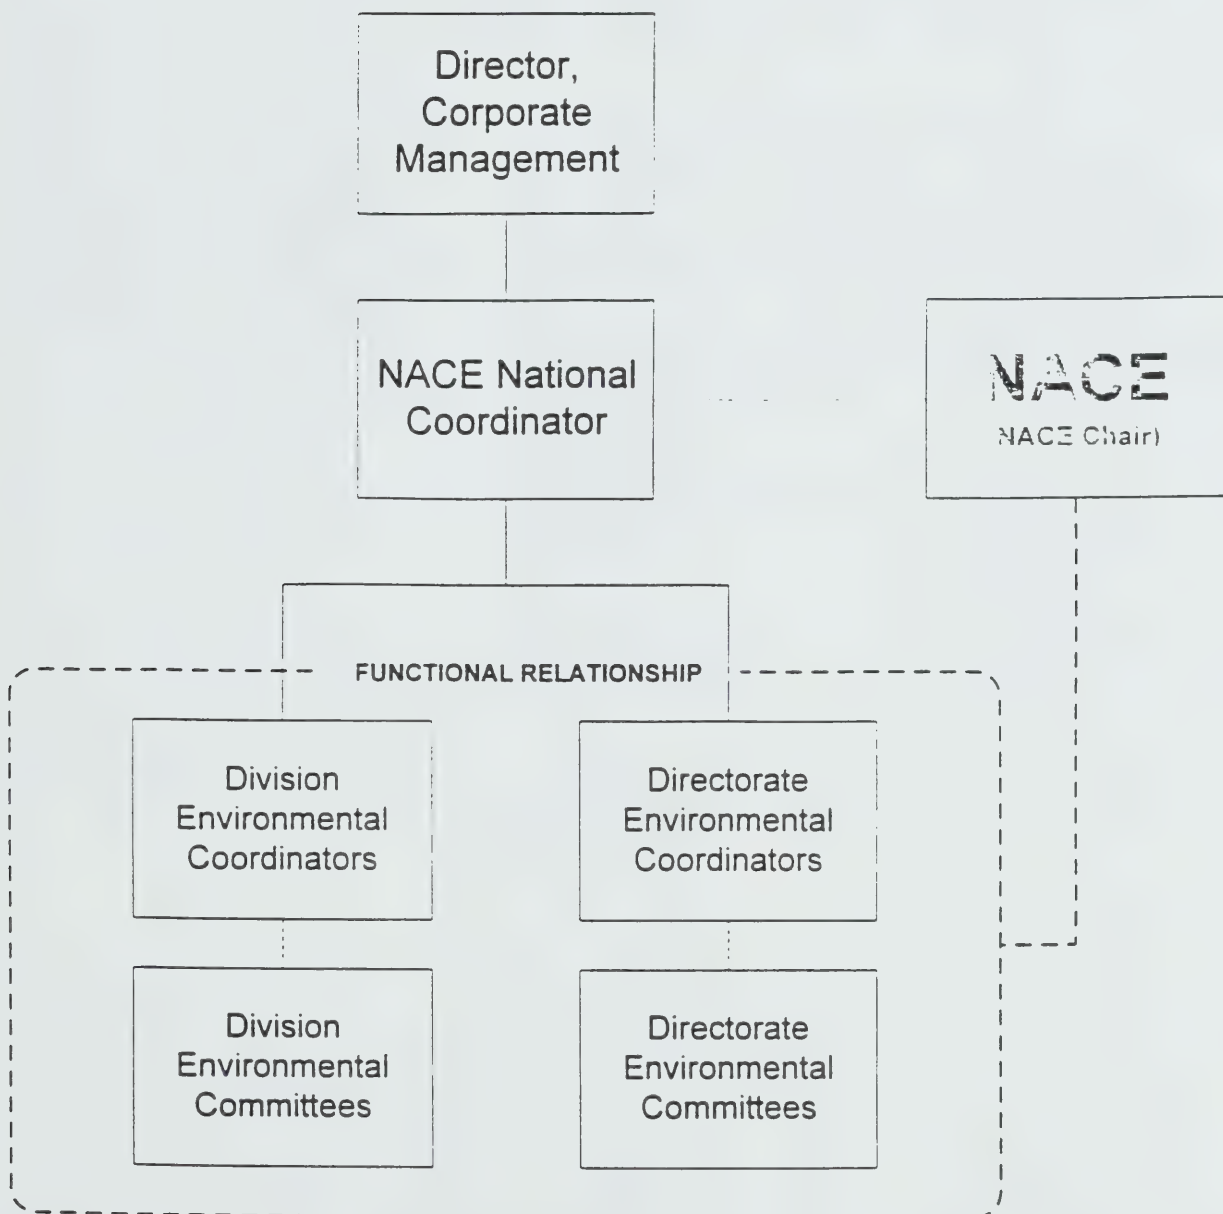 Director,
Corporate
Management
NACE National
Coordinator
NACE
NACE Chair)
FUNCTIONAL RELATIONSHIP
Division
Environmental
Coordinators
Directorate
Environmental
Coordinators
Division
Environmental
Committees
Directorate
Environmental
Committees